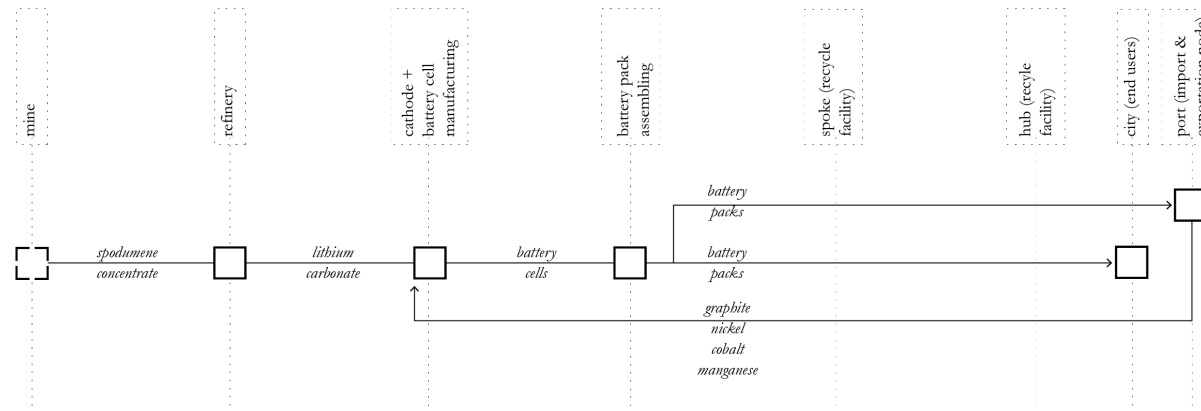 mine
refinery
cathode +
battery cell
manufacturing
battery pack
assembling
spoke (recycle
facility)
hub (recyle
facility)
city (end users)
port (import &
battery
packs
spodumene
concentrate
lithium
carbonate
battery
cells
battery
packs
graphite
nickel
cobalt
manganese